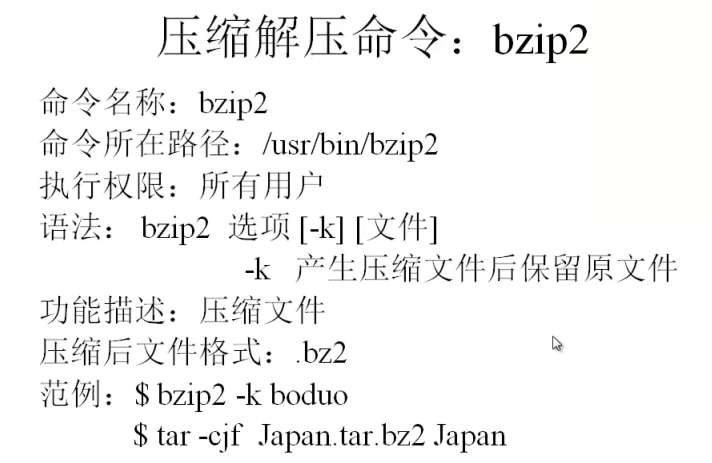 压缩解压命令：bzip2
命令名称：bzip2
命令所在路径：/usr/bin/bzip2
执行权限：所有用户
语法： bzip2 选项 [-k] [文件]
-k 产生压缩文件后保留原文件
功能描述：压缩文件
压缩后文件格式：.bz2
范例：$ bzip2 -k boduo
$ tar -cjf Japan.tar.bz2 Japan